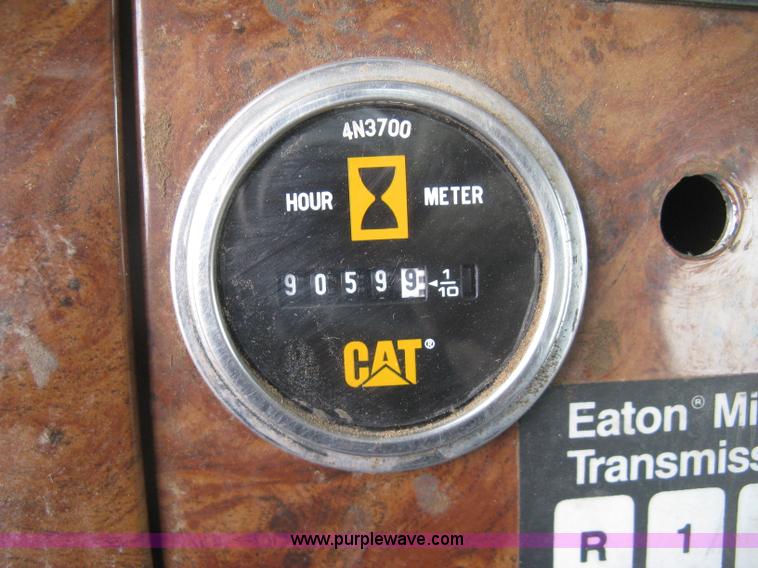 4N3700
HOUR METER
90599 1/10
CAT®
Eaton® Mi
Transmiss
R 1
www.purplewave.com